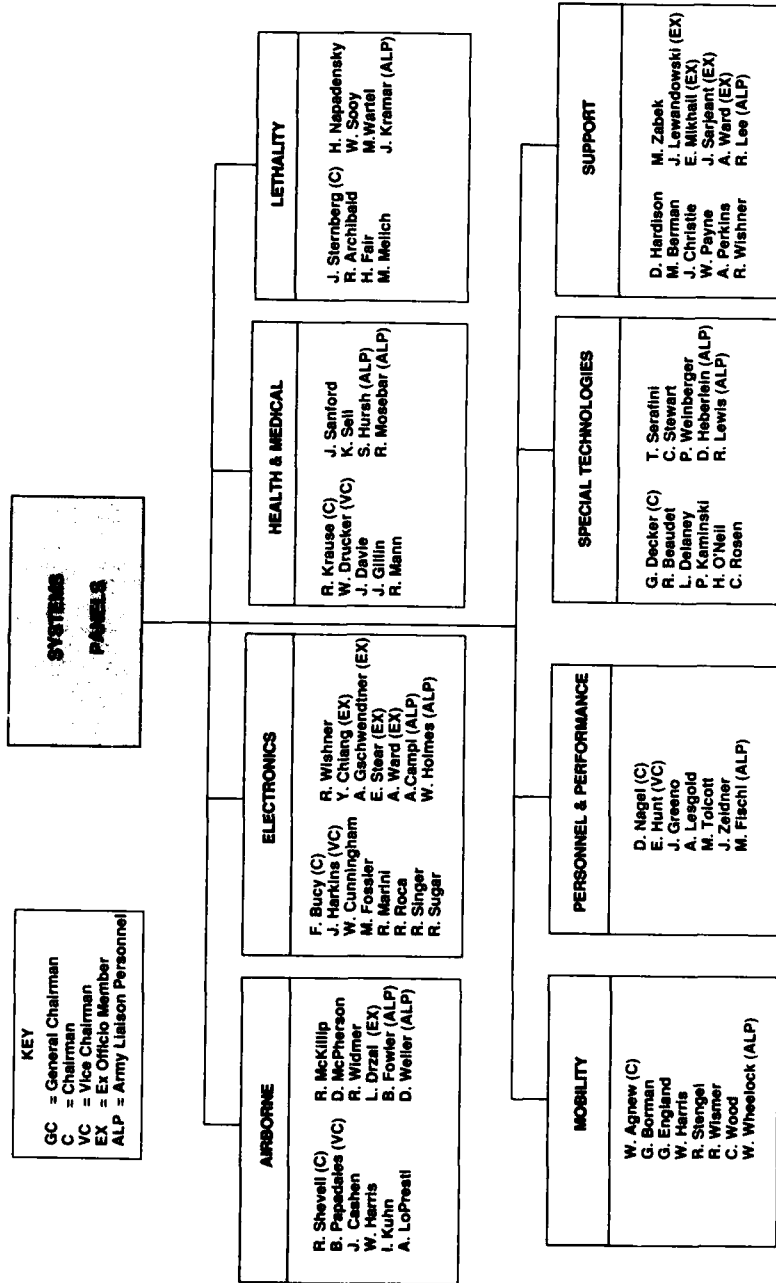 SYSTEMS
PANELS
KEY
GC = General Chairman
C = Chairman
VC = Vice Chairman
EX = Ex Officio Member
ALP = Army Liaison Personnel
AIRBORNE
R. Shevell (C)
B. Papadales (VC)
J. Cashen
W. Harris
I. Kuhn
A. LoPresti
R. McKillip
D. McPherson
R. Widmer
L. Drzal (EX)
B. Fowler (ALP)
D. Weller (ALP)
ELECTRONICS
F. Bucy (C)
J. Harkins (VC)
W. Cunningham
M. Fossier
R. Marini
R. Roca
R. Singer
R. Sugar
R. Wishner
Y. Chiang (EX)
A. Gschwendtner (EX)
E. Stear (EX)
A. Ward (EX)
A.Campi (ALP)
W. Holmes (ALP)
HEALTH & MEDICAL
R. Krause (C)
W. Drucker (VC)
J. Davie
J. Gillin
R. Mann
J. Sanford
K. Sell
S. Hursh (ALP)
R. Mosebar (ALP)
LETHALITY
J. Sternberg (C)
R. Archibald
H. Fair
M. Melich
H. Napadensky
W. Sooy
M.Wartel
J. Kramar (ALP)
MOBILITY
W. Agnew (C)
G. Borman
G. England
W. Harris
R. Stengel
R. Wismer
C. Wood
W. Wheelock (ALP)
PERSONNEL & PERFORMANCE
D. Nagel (C)
E. Hunt (VC)
J. Greeno
A. Lesgold
M. Tolcott
J. Zeidner
M. Fischl (ALP)
SPECIAL TECHNOLOGIES
G. Decker (C)
R. Beaudet
L. Delaney
P. Kaminski
H. O'Neil
C. Rosen
T. Serafini
C. Stewart
P. Weinberger
D. Heberlein (ALP)
R. Lewis (ALP)
SUPPORT
D. Hardison
M. Berman
J. Christie
W. Payne
A. Perkins
R. Wishner
M. Zabek
J. Lewandowski (EX)
E. Mikhail (EX)
J. Sarjeant (EX)
A. Ward (EX)
R. Lee (ALP)